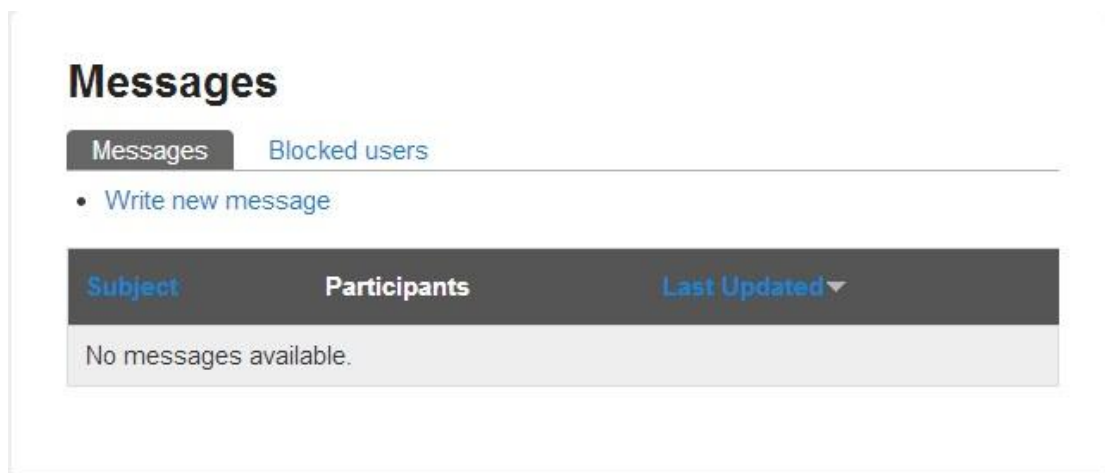 Messages
Messages Blocked users
Write new message
Subject Participants Last Updated
No messages available.